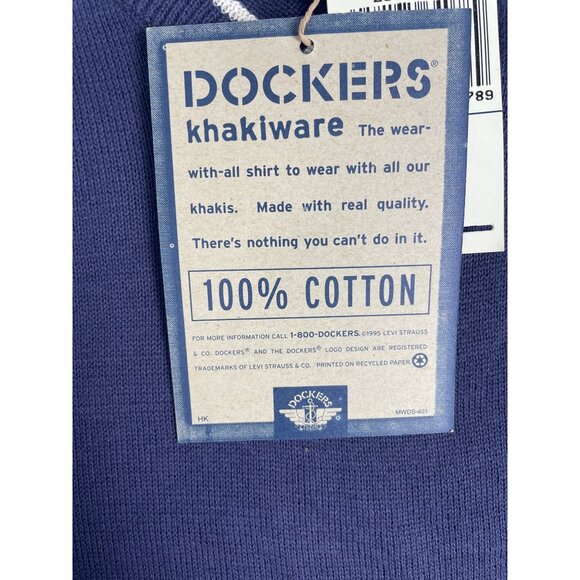 DOCKERS®
khakiware The wear-
with-all shirt to wear with all our
khakis. Made with real quality.
There's nothing you can't do in it.
100% COTTON
FOR MORE INFORMATION CALL 1-800-DOCKERS. ©1995 LEVI STRAUSS
& CO. DOCKERS® AND THE DOCKERS® LOGO DESIGN ARE REGISTERED
TRADEMARKS OF LEVI STRAUSS & CO. PRINTED ON RECYCLED PAPER.
DOCKERS
HK
MWDS-401
789